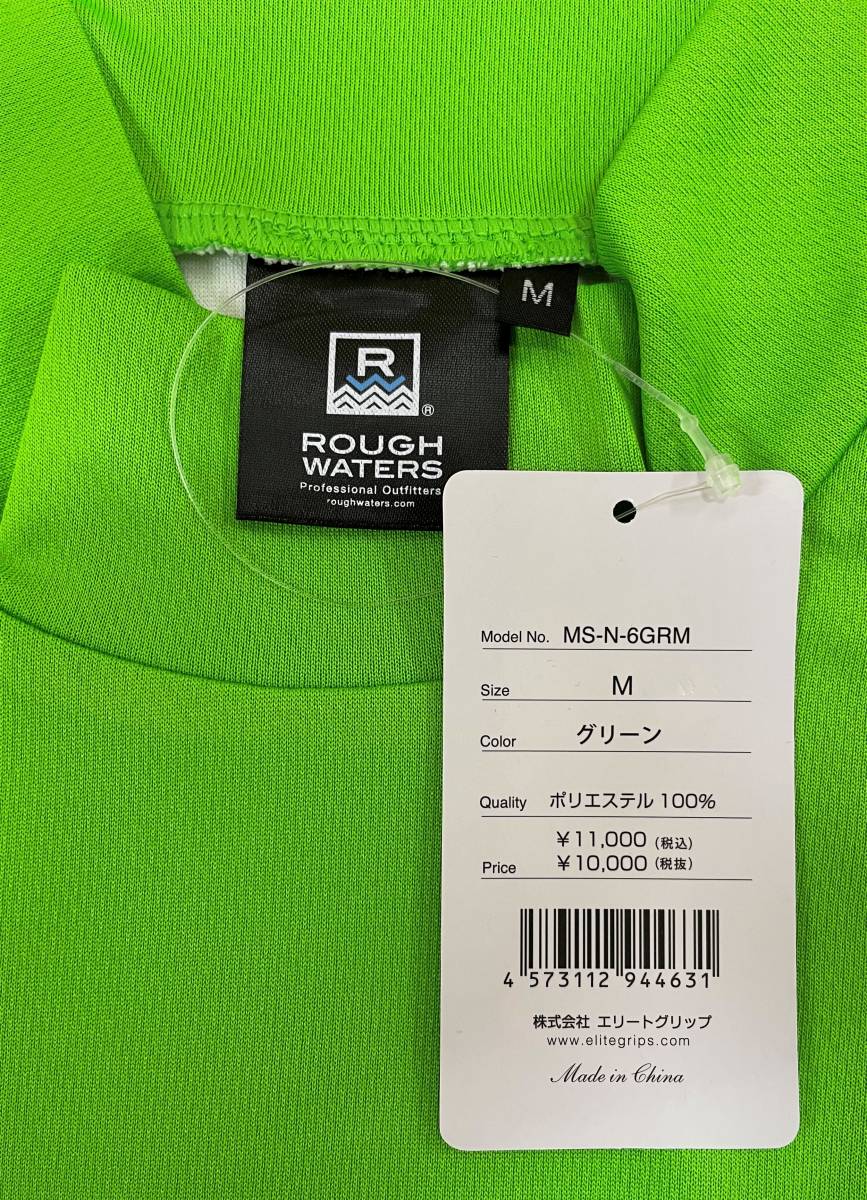 M
R
®
ROUGH
WATERS
Professional Outfitters
roughwaters.com
Model No. MS-N-6GRM
Size M
Color グリーン
Quality ポリエステル 100%
¥11,000 (税込)
Price ¥10,000 (税抜)
4 573112 944631
株式会社 エリートグリップ
www.elitegrips.com
Made in China